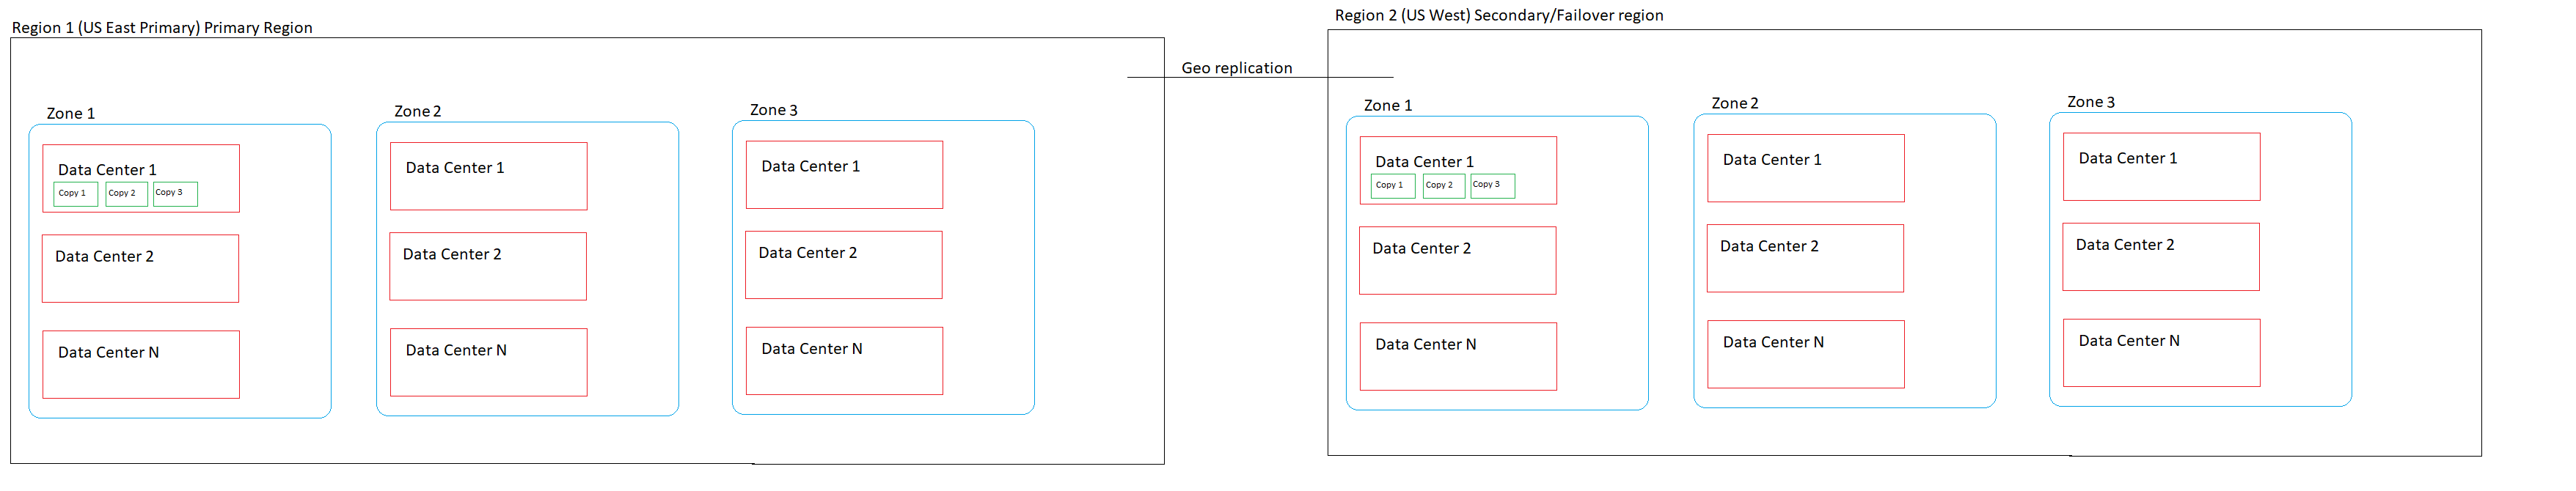 Region 1 (US East Primary) Primary Region
Zone 1
Data Center 1
Copy 1
Copy 2
Copy 3
Data Center 2
Data Center N
Zone 2
Data Center 1
Data Center 2
Data Center N
Zone 3
Data Center 1
Data Center 2
Data Center N
Geo replication
Region 2 (US West) Secondary/Failover region
Zone 1
Data Center 1
Copy 1
Copy 2
Copy 3
Data Center 2
Data Center N
Zone 2
Data Center 1
Data Center 2
Data Center N
Zone 3
Data Center 1
Data Center 2
Data Center N